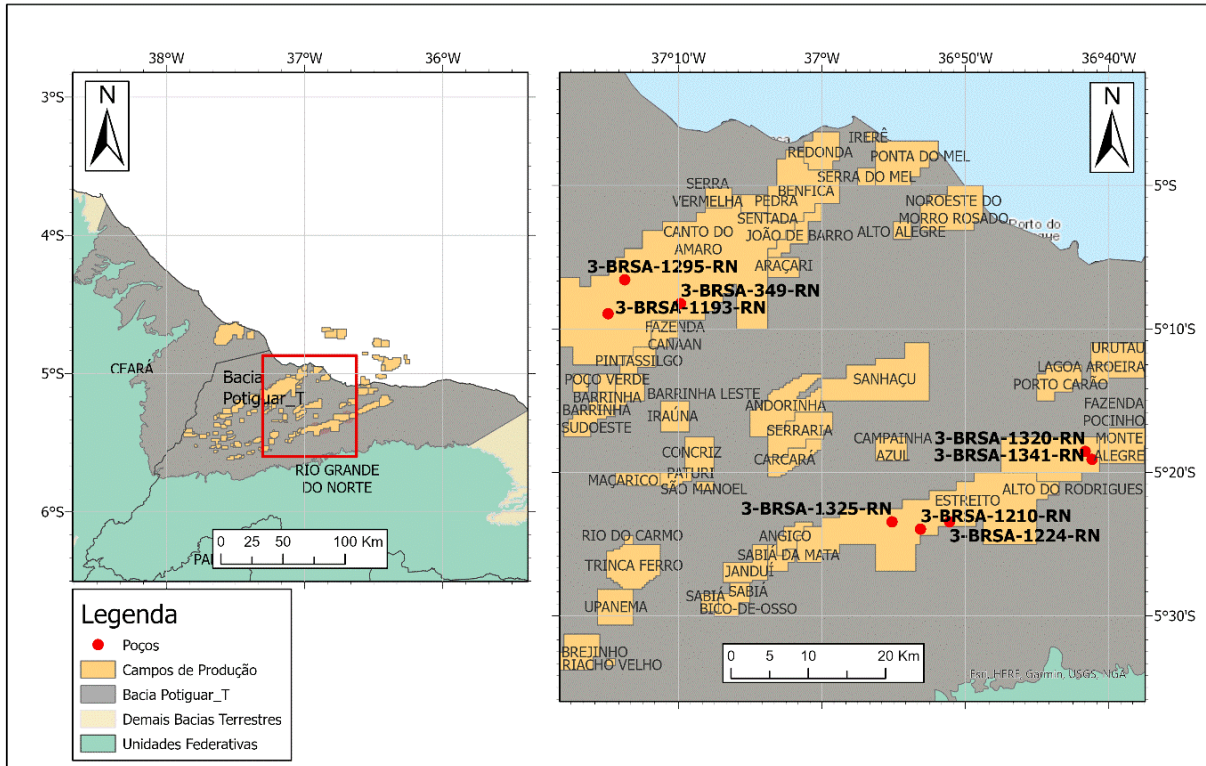 38°W
37°W
36°W
3°S
4°S
5°S
6°S
N
CEARÁ
Bacia
Potiguar_T
RIO GRANDE
DO NORTE
0 25 50 100 Km
Legenda
Poços
Campos de Produção
Bacia Potiguar_T
Demais Bacias Terrestres
Unidades Federativas
37°10'W
37°W
36°50'W
36°40'W
5°S
5°10'S
5°20'S
5°30'S
N
IRERÊ
REDONDA
PONTA DO MEL
SERRA DO MEL
SERRA
VERMELHA
BENFICA
PEDRA
SENTADA
NOROESTE DO
MORRO ROSADO
Porto do
CANTO DO
AMARO
JOÃO DE BARRO
ALTO ALEGRE
ARAÇARI
3-BRSA-1295-RN
3-BRSA-349-RN
3-BRSA-1193-RN
FAZENDA
CANAAN
PINTASSILGO
URUTAU
LAGOA AROEIRA
PORTO CARÃO
POÇO VERDE
BARRINHA
BARRINHA LESTE
SANHAÇU
BARRINHA
SUDOESTE
IRAÚNA
ANDORINHA
FAZENDA
POCINHO
SERRARIA
CAMPAINHA
AZUL
3-BRSA-1320-RN
MONTE
ALEGRE
3-BRSA-1341-RN
CONCRIZ
CARCARÁ
MAÇARICO
PATURI
SÃO MANOEL
ALTO DO RODRIGUES
ESTREITO
3-BRSA-1325-RN
3-BRSA-1210-RN
3-BRSA-1224-RN
RIO DO CARMO
ANGICO
TRINCA FERRO
SABIÁ DA MATA
JANDUÍ
UPANEMA
SABIÁ
SABIÁ
BICO-DE-OSSO
BREJINHO
RIACHO VELHO
0 5 10 20 Km
Esri, HERE, Garmin, USGS, NGA